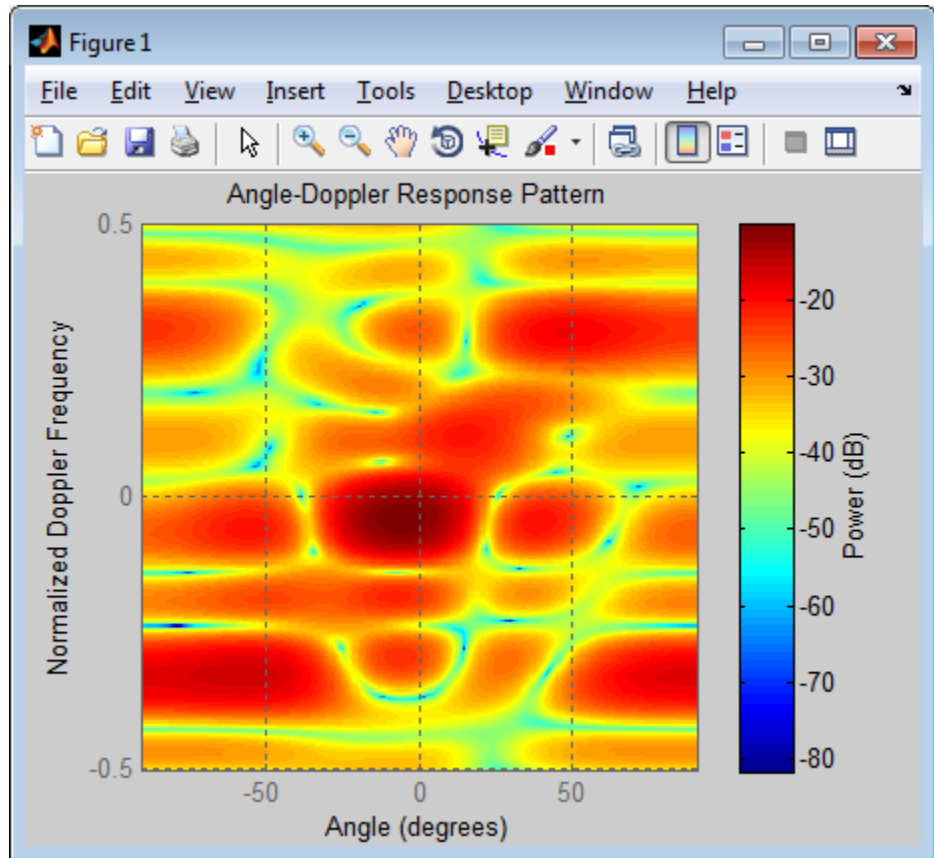 Figure 1
File Edit View Insert Tools Desktop Window Help
Angle-Doppler Response Pattern
0.5
0
-0.5
Normalized Doppler Frequency
-50 0 50
Angle (degrees)
-20
-30
-40
-50
-60
-70
-80
Power (dB)